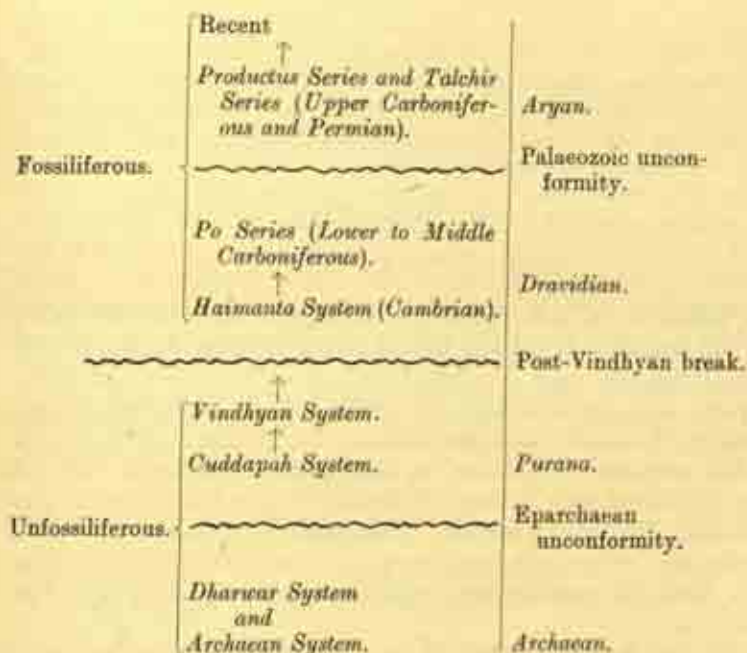 Recent
Productus Series and Talchir
Series (Upper Carbonifer-
ous and Permian).
Aryan.
Fossiliferous.
Palaeozoic uncon-
formity.
Po Series (Lower to Middle
Carboniferous).
Dravidian.
Haimanta System (Cambrian).
Post-Vindhyan break.
Vindhyan System.
Cuddapah System.
Purana.
Unfossiliferous.
Eparchaean
unconformity.
Dharwar System
and
Archaean System.
Archaean.